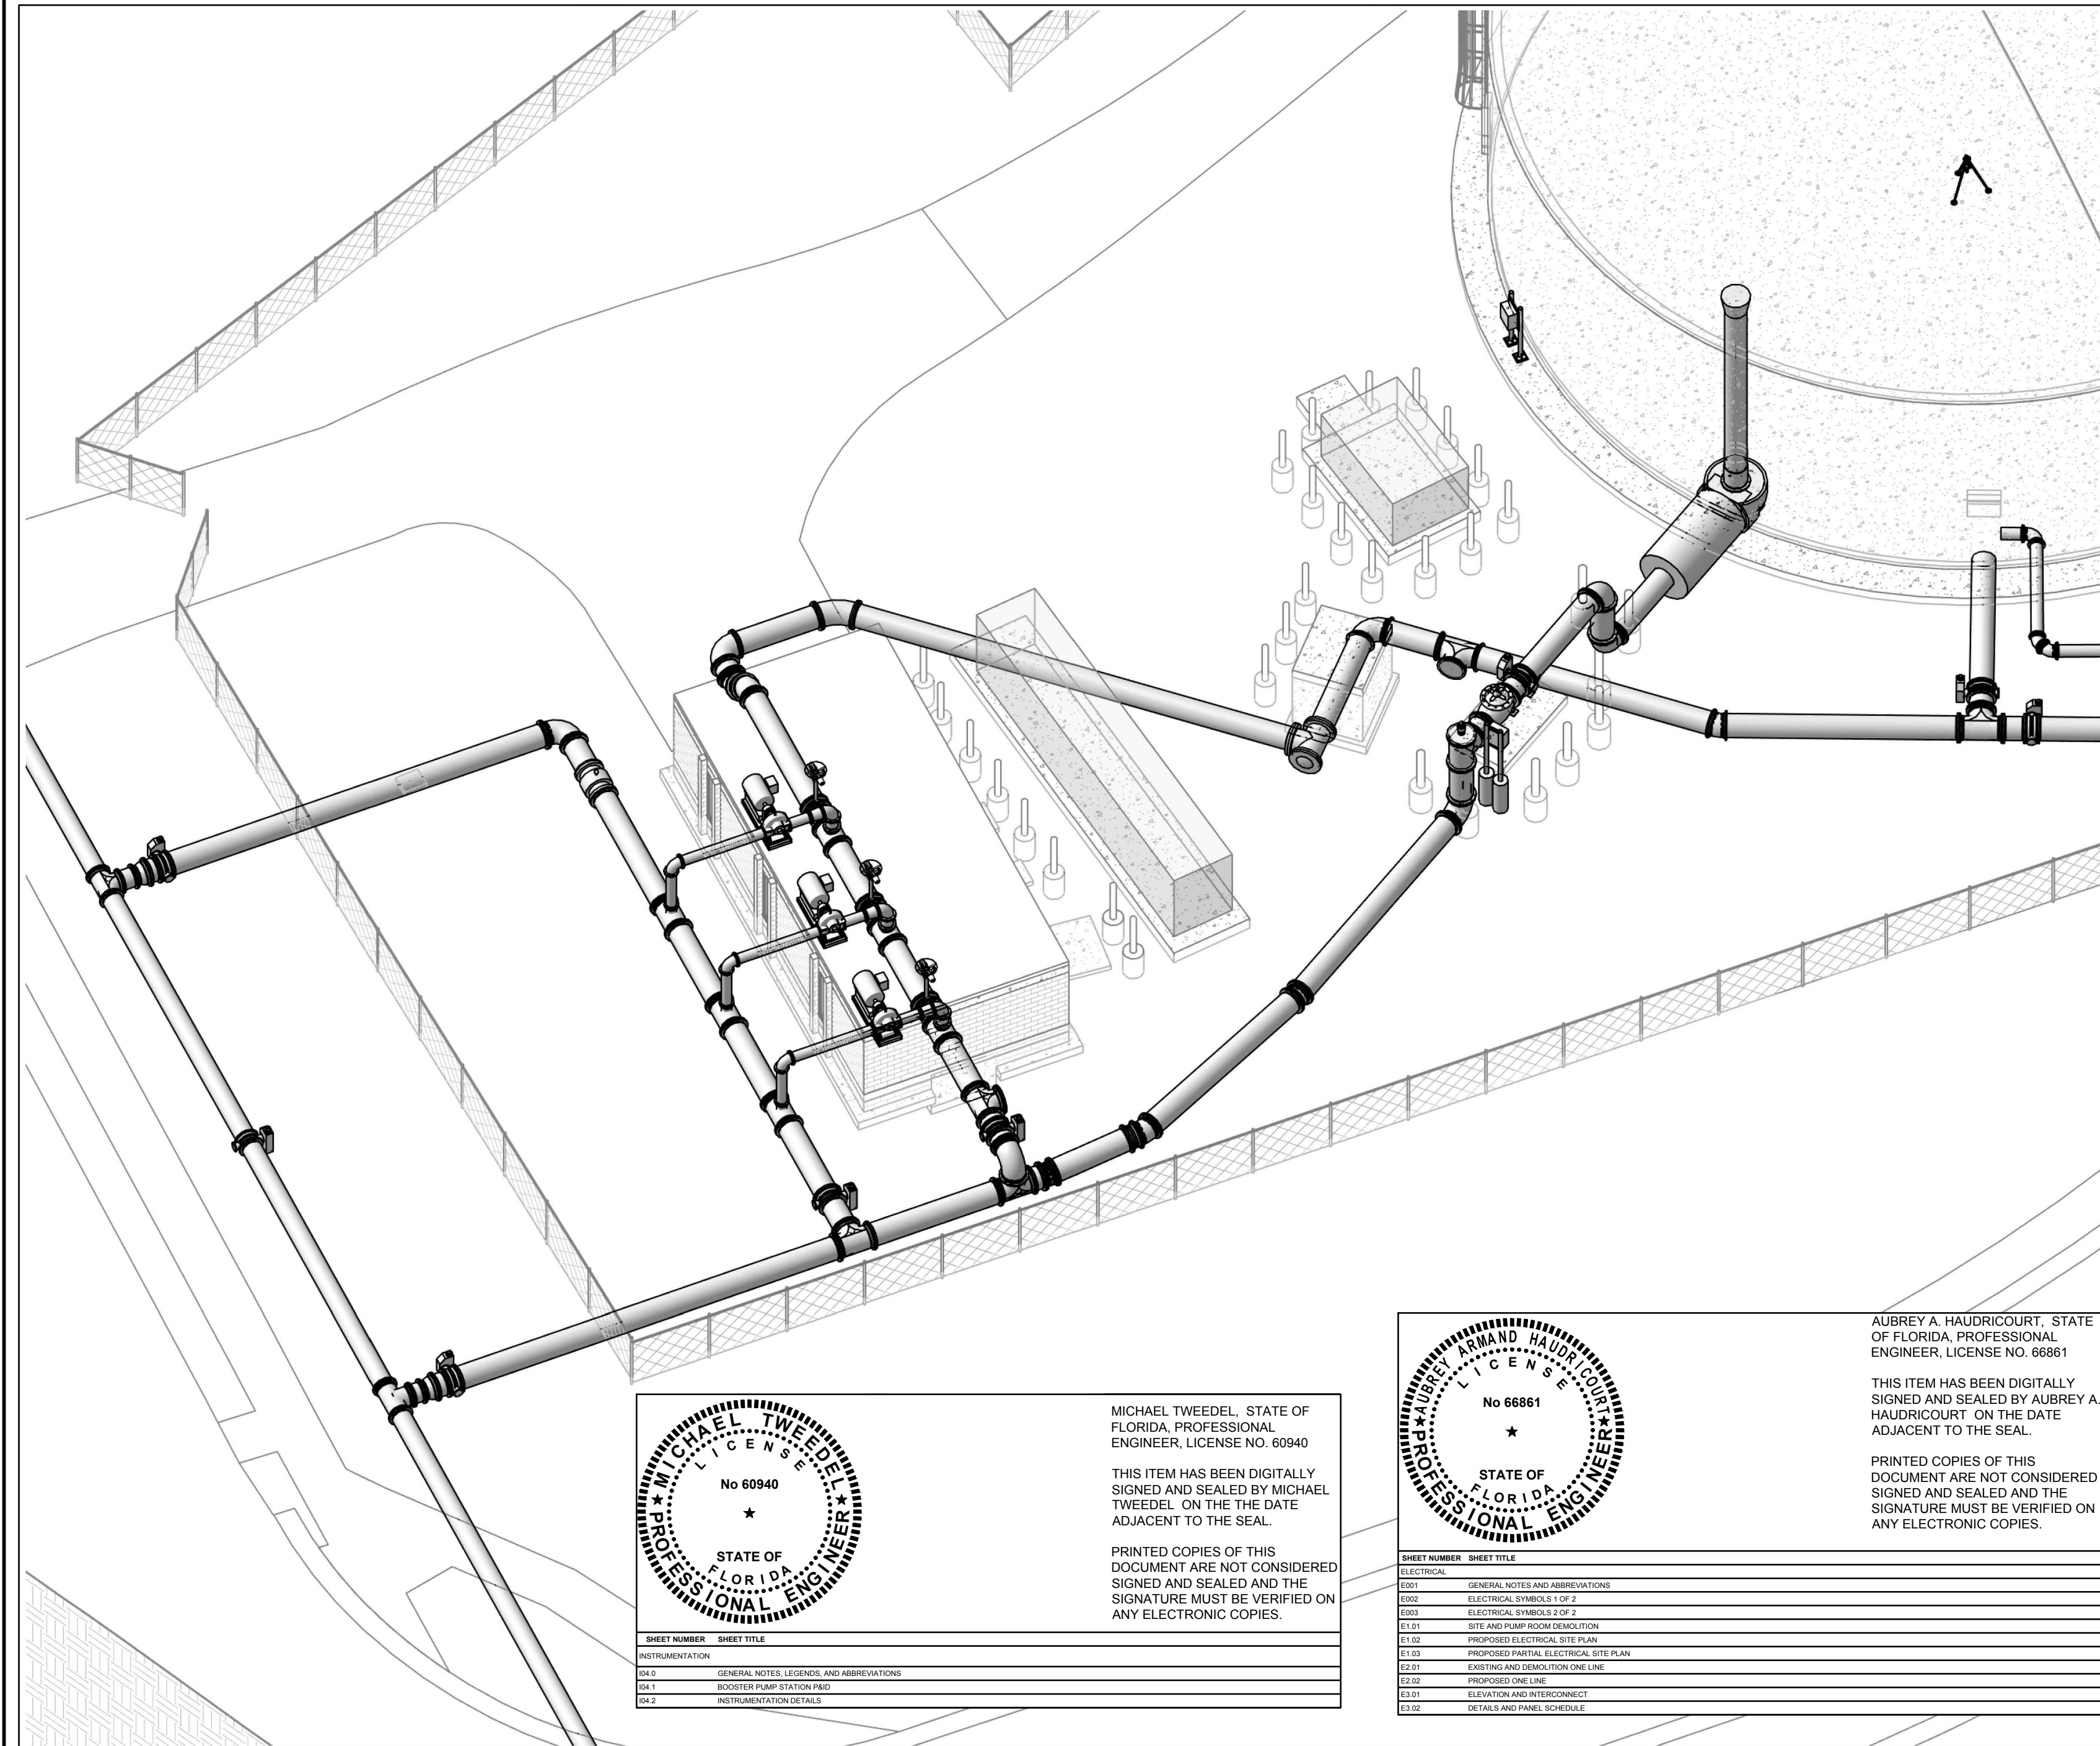 MICHAEL TWEEDEL
LICENSE
No 60940
STATE OF
FLORIDA
PROFESSIONAL ENGINEER
MICHAEL TWEEDEL, STATE OF
FLORIDA, PROFESSIONAL
ENGINEER, LICENSE NO. 60940
THIS ITEM HAS BEEN DIGITALLY
SIGNED AND SEALED BY MICHAEL
TWEEDEL ON THE THE DATE
ADJACENT TO THE SEAL.
PRINTED COPIES OF THIS
DOCUMENT ARE NOT CONSIDERED
SIGNED AND SEALED AND THE
SIGNATURE MUST BE VERIFIED ON
ANY ELECTRONIC COPIES.
SHEET NUMBER SHEET TITLE
INSTRUMENTATION
I04.0 GENERAL NOTES, LEGENDS, AND ABBREVIATIONS
I04.1 BOOSTER PUMP STATION P&ID
I04.2 INSTRUMENTATION DETAILS
AUBREY ARMAND HAUDRICOURT
LICENSE
No 66861
STATE OF
FLORIDA
PROFESSIONAL ENGINEER
AUBREY A. HAUDRICOURT, STATE
OF FLORIDA, PROFESSIONAL
ENGINEER, LICENSE NO. 66861
THIS ITEM HAS BEEN DIGITALLY
SIGNED AND SEALED BY AUBREY A.
HAUDRICOURT ON THE DATE
ADJACENT TO THE SEAL.
PRINTED COPIES OF THIS
DOCUMENT ARE NOT CONSIDERED
SIGNED AND SEALED AND THE
SIGNATURE MUST BE VERIFIED ON
ANY ELECTRONIC COPIES.
SHEET NUMBER SHEET TITLE
ELECTRICAL
E001 GENERAL NOTES AND ABBREVIATIONS
E002 ELECTRICAL SYMBOLS 1 OF 2
E003 ELECTRICAL SYMBOLS 2 OF 2
E1.01 SITE AND PUMP ROOM DEMOLITION
E1.02 PROPOSED ELECTRICAL SITE PLAN
E1.03 PROPOSED PARTIAL ELECTRICAL SITE PLAN
E2.01 EXISTING AND DEMOLITION ONE LINE
E2.02 PROPOSED ONE LINE
E3.01 ELEVATION AND INTERCONNECT
E3.02 DETAILS AND PANEL SCHEDULE